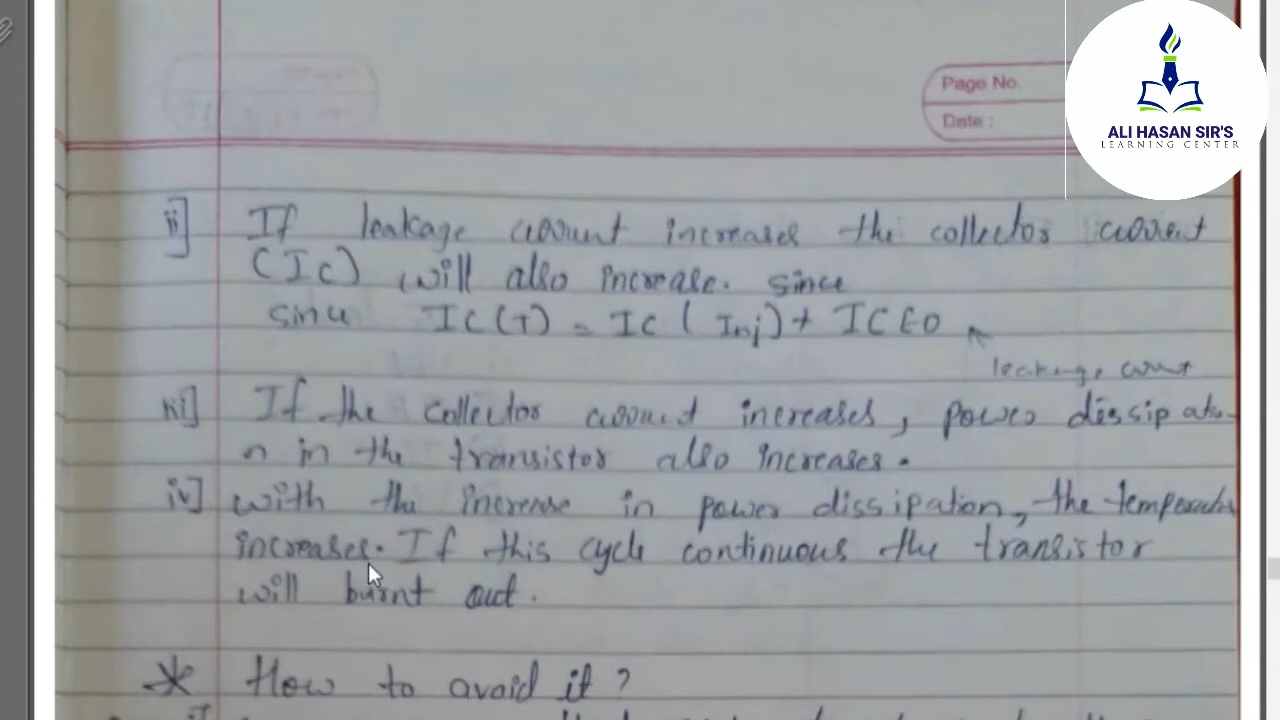 Page No.
Date :
ALI HASAN SIR'S
LEARNING CENTER
ii] If leakage current increases the collector current
(Ic) will also increase. since
since IC(T) = IC (Inj) + ICEO
leakage current
iii] If the collector current increases, power dissipatio-
n in the transistor also increases.
iv] with the increase in power dissipation, the temperature
increases. If this cycle continuous the transistor
will burnt out.
* How to avoid it ?